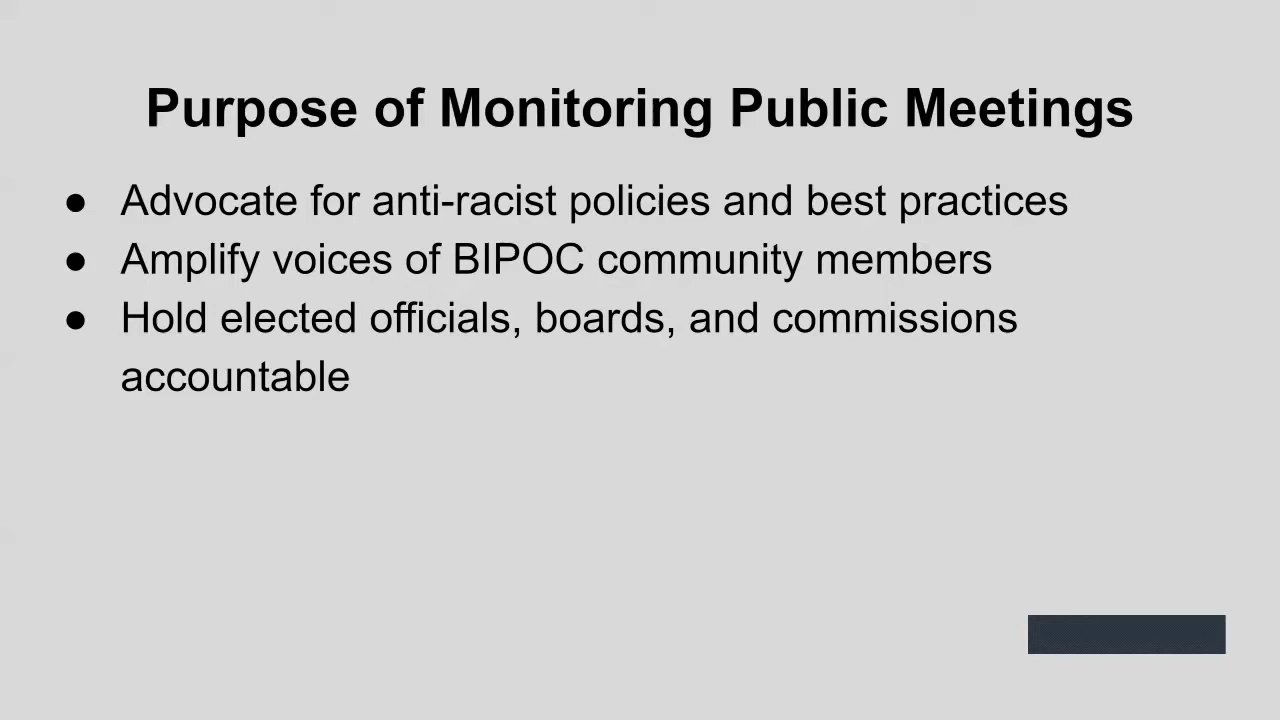 Purpose of Monitoring Public Meetings
● Advocate for anti-racist policies and best practices
● Amplify voices of BIPOC community members
● Hold elected officials, boards, and commissions
accountable